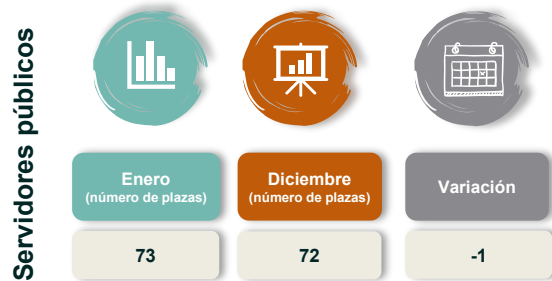 Servidores públicos
Enero
(número de plazas)
Diciembre
(número de plazas)
Variación
73
72
-1